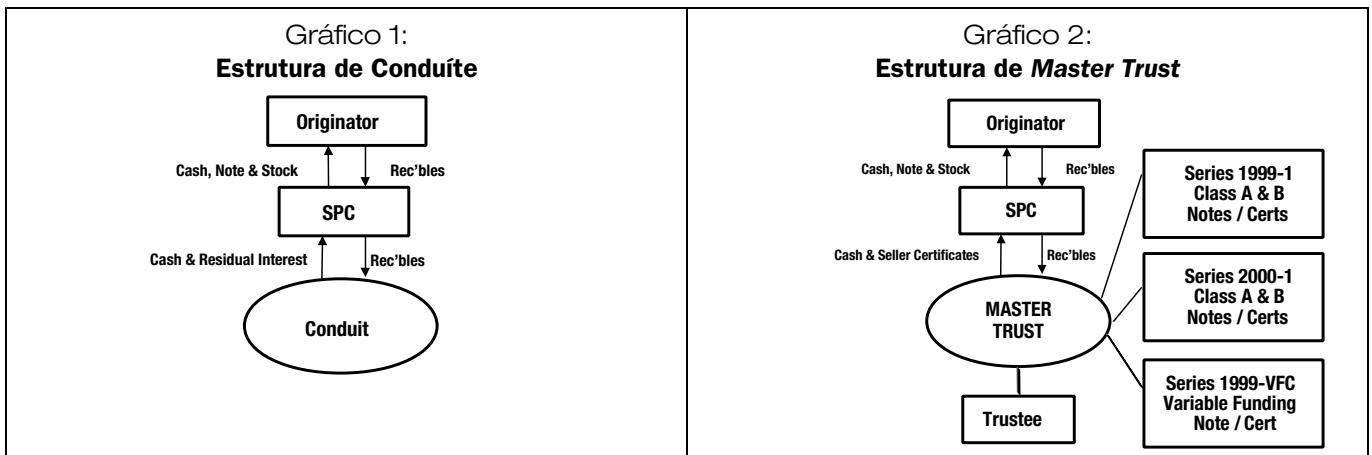 Gráfico 1:
Estrutura de Conduíte
Originator
Cash, Note & Stock
Rec'bles
SPC
Cash & Residual Interest
Rec'bles
Conduit
Gráfico 2:
Estrutura de Master Trust
Originator
Cash, Note & Stock
Rec'bles
SPC
Cash & Seller Certificates
Rec'bles
MASTER
TRUST
Trustee
Series 1999-1
Class A & B
Notes / Certs
Series 2000-1
Class A & B
Notes / Certs
Series 1999-VFC
Variable Funding
Note / Cert